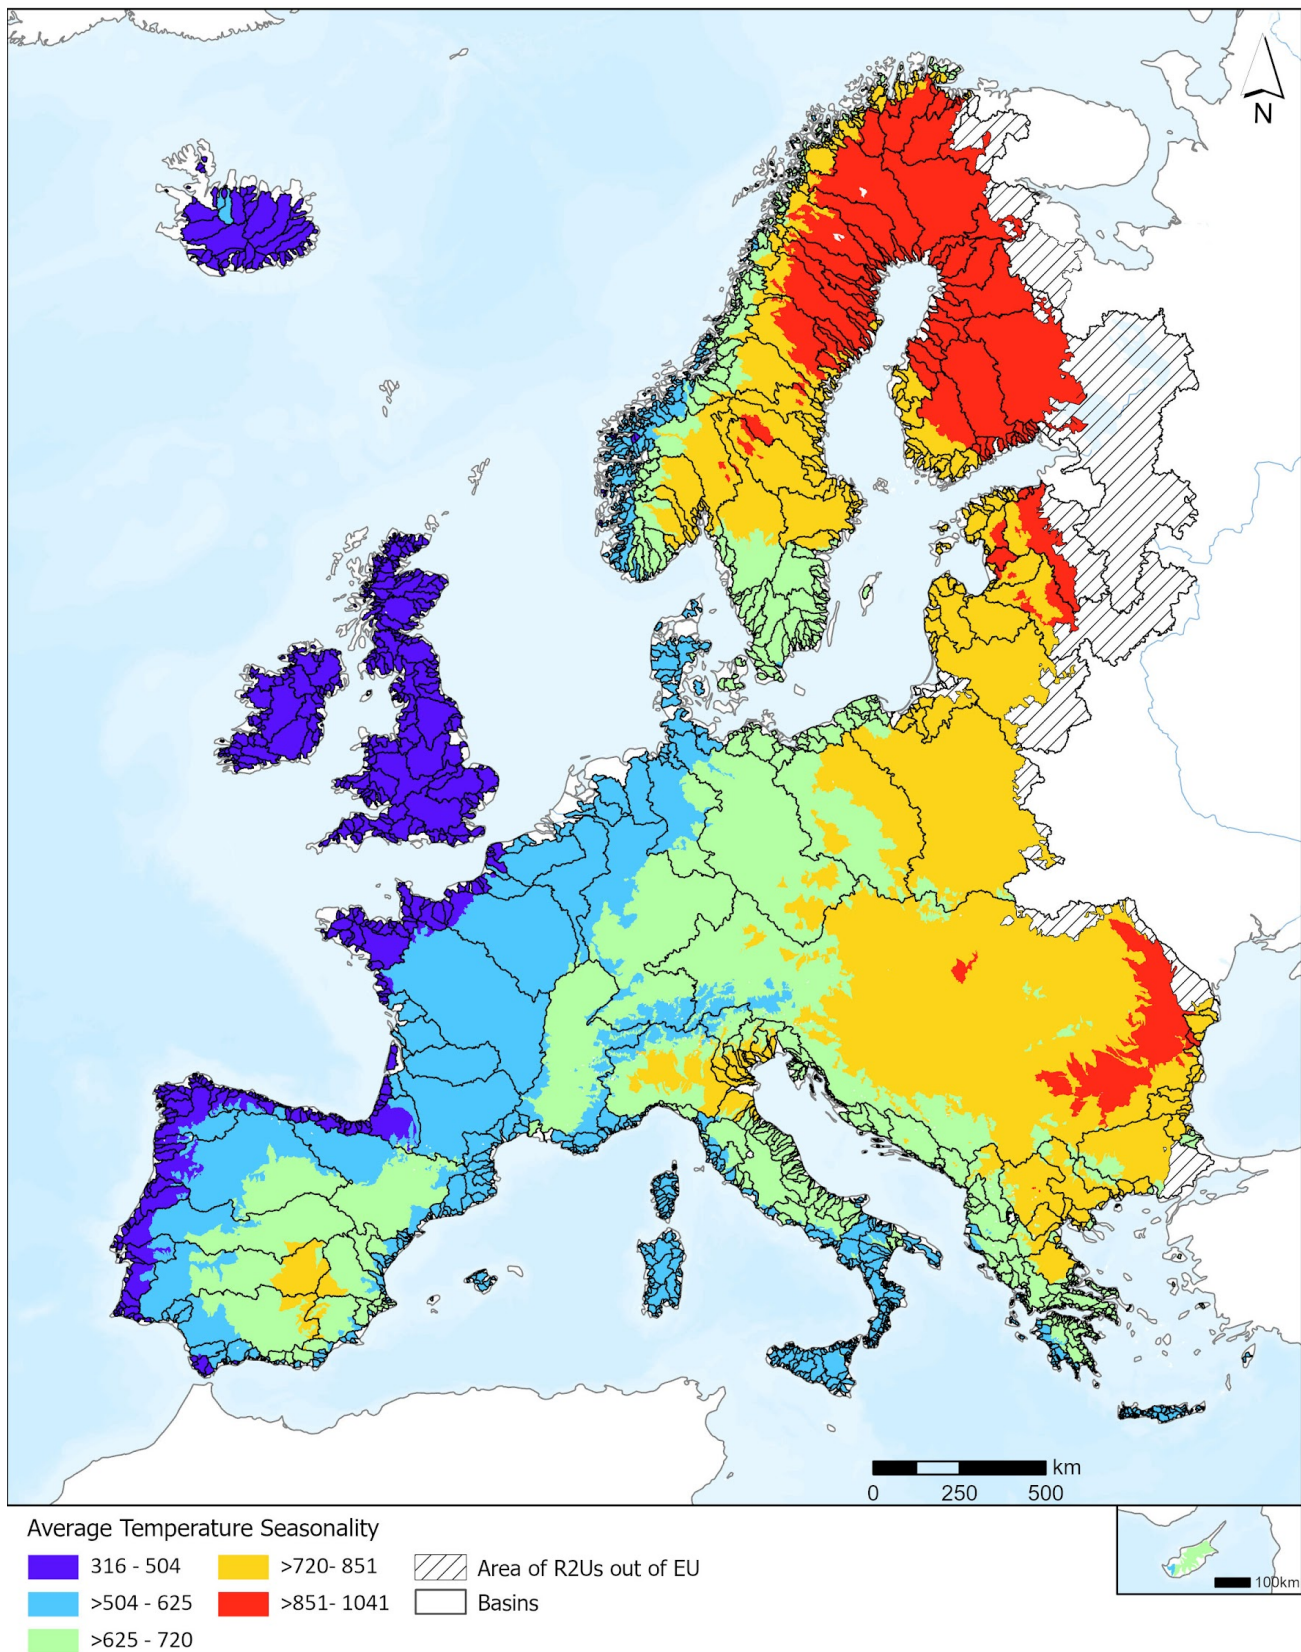 N
km
0 250 500
Average Temperature Seasonality
316 - 504
>720- 851
Area of R2Us out of EU
100km
>504 - 625
>851- 1041
Basins
>625 - 720